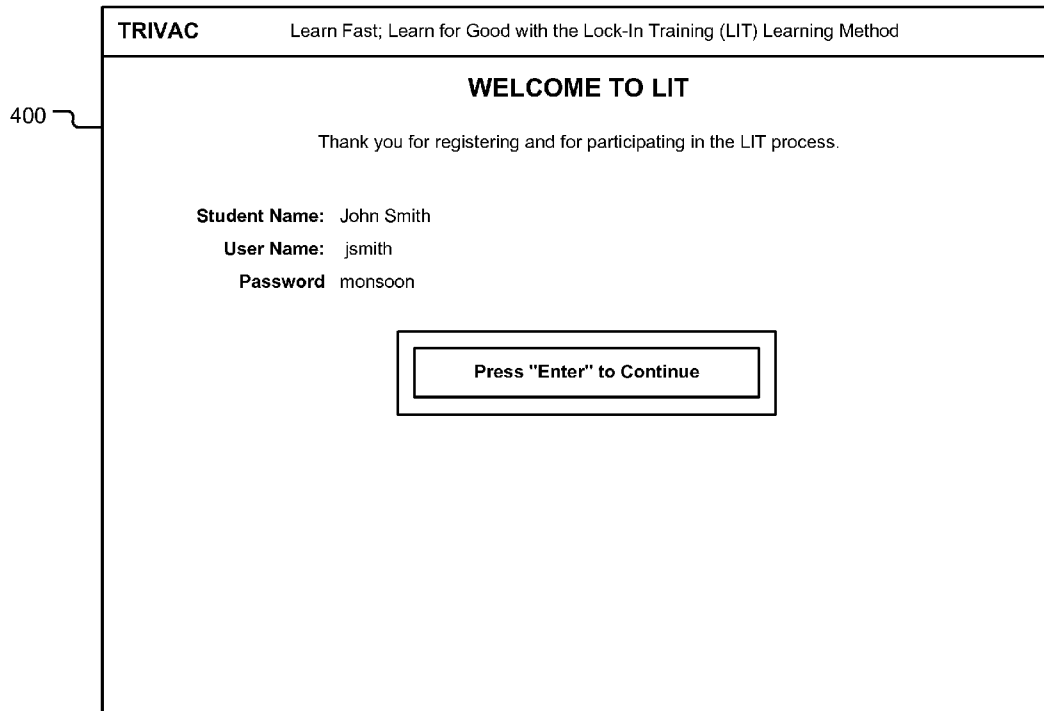 TRIVAC Learn Fast; Learn for Good with the Lock-In Training (LIT) Learning Method
WELCOME TO LIT
400
Thank you for registering and for participating in the LIT process.
Student Name: John Smith
User Name: jsmith
Password monsoon
Press "Enter" to Continue